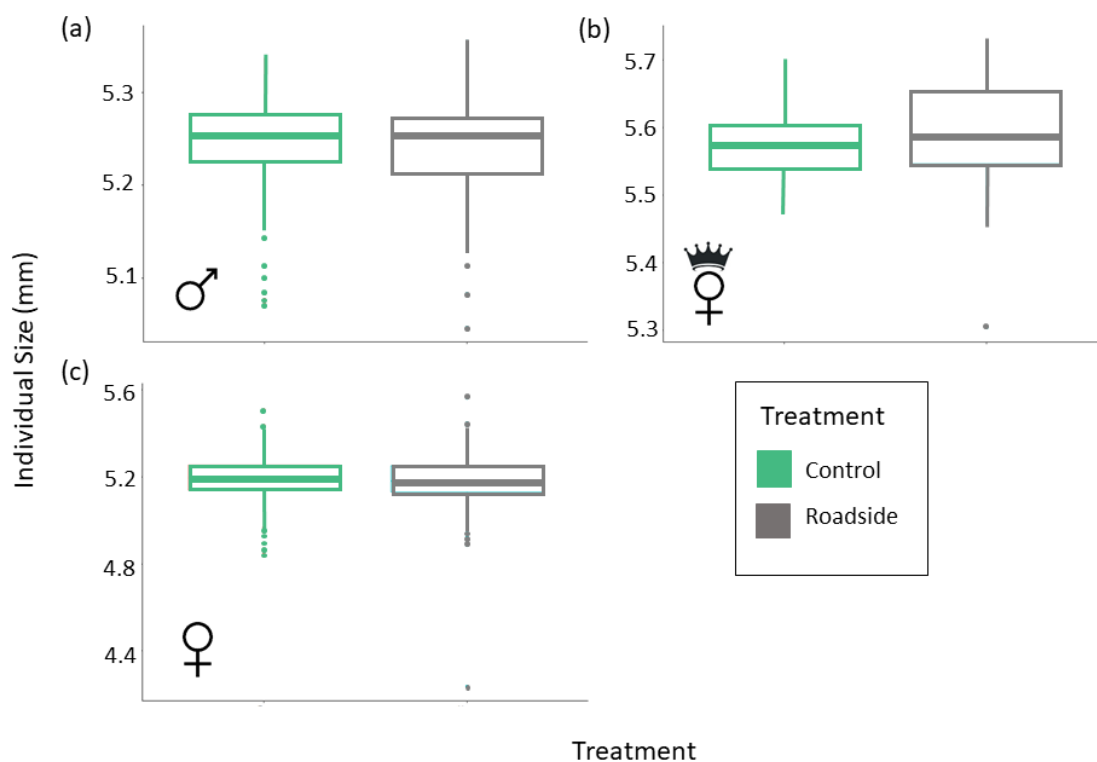 (a)
5.3
5.2
5.1
(b)
5.7
5.6
5.5
5.4
5.3
(c)
5.6
5.2
4.8
4.4
Individual Size (mm)
Treatment
Control
Roadside
Treatment